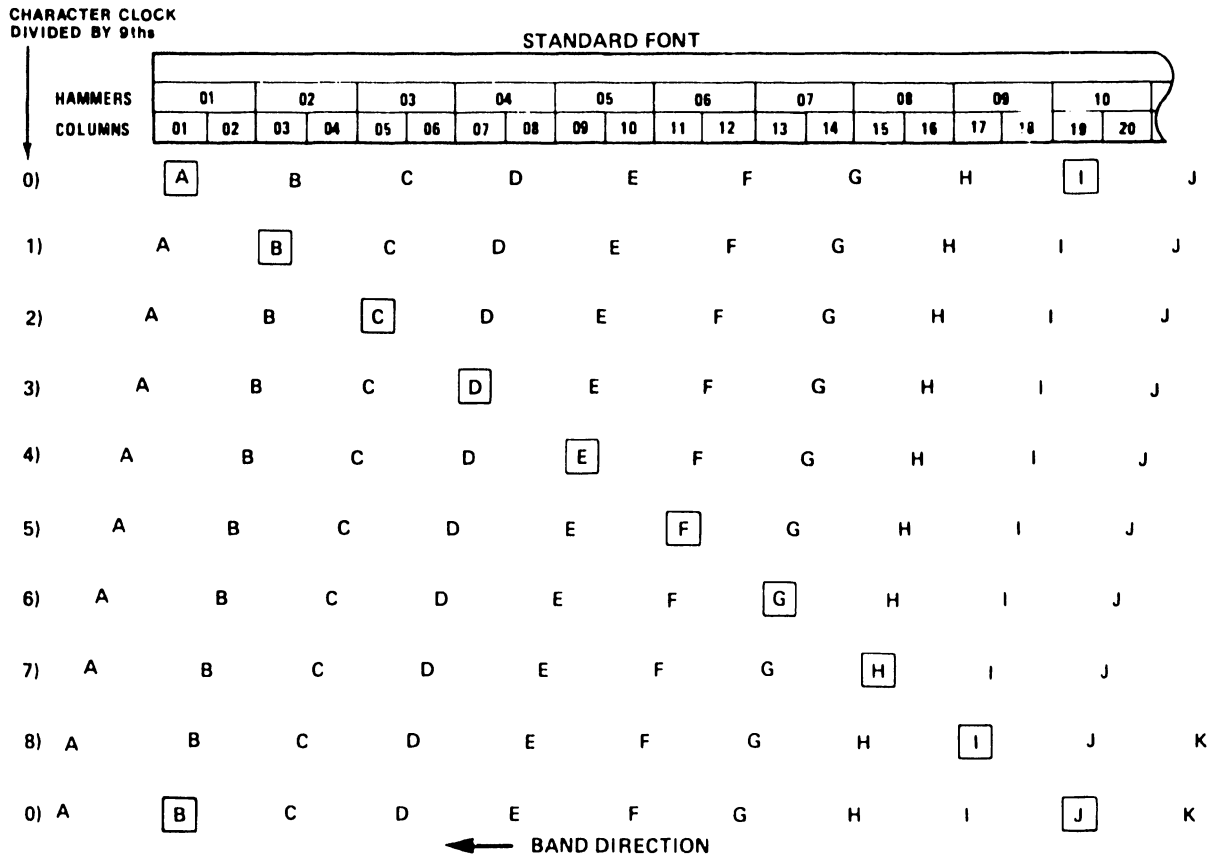 CHARACTER CLOCK
DIVIDED BY 9ths
STANDARD FONT
HAMMERS 01 02 03 04 05 06 07 08 09 10
COLUMNS 01 02 03 04 05 06 07 08 09 10 11 12 13 14 15 16 17 18 19 20
0) A B C D E F G H I J
1) A B C D E F G H I J
2) A B C D E F G H I J
3) A B C D E F G H I J
4) A B C D E F G H I J
5) A B C D E F G H I J
6) A B C D E F G H I J
7) A B C D E F G H I J
8) A B C D E F G H I J K
0) A B C D E F G H I J K
BAND DIRECTION